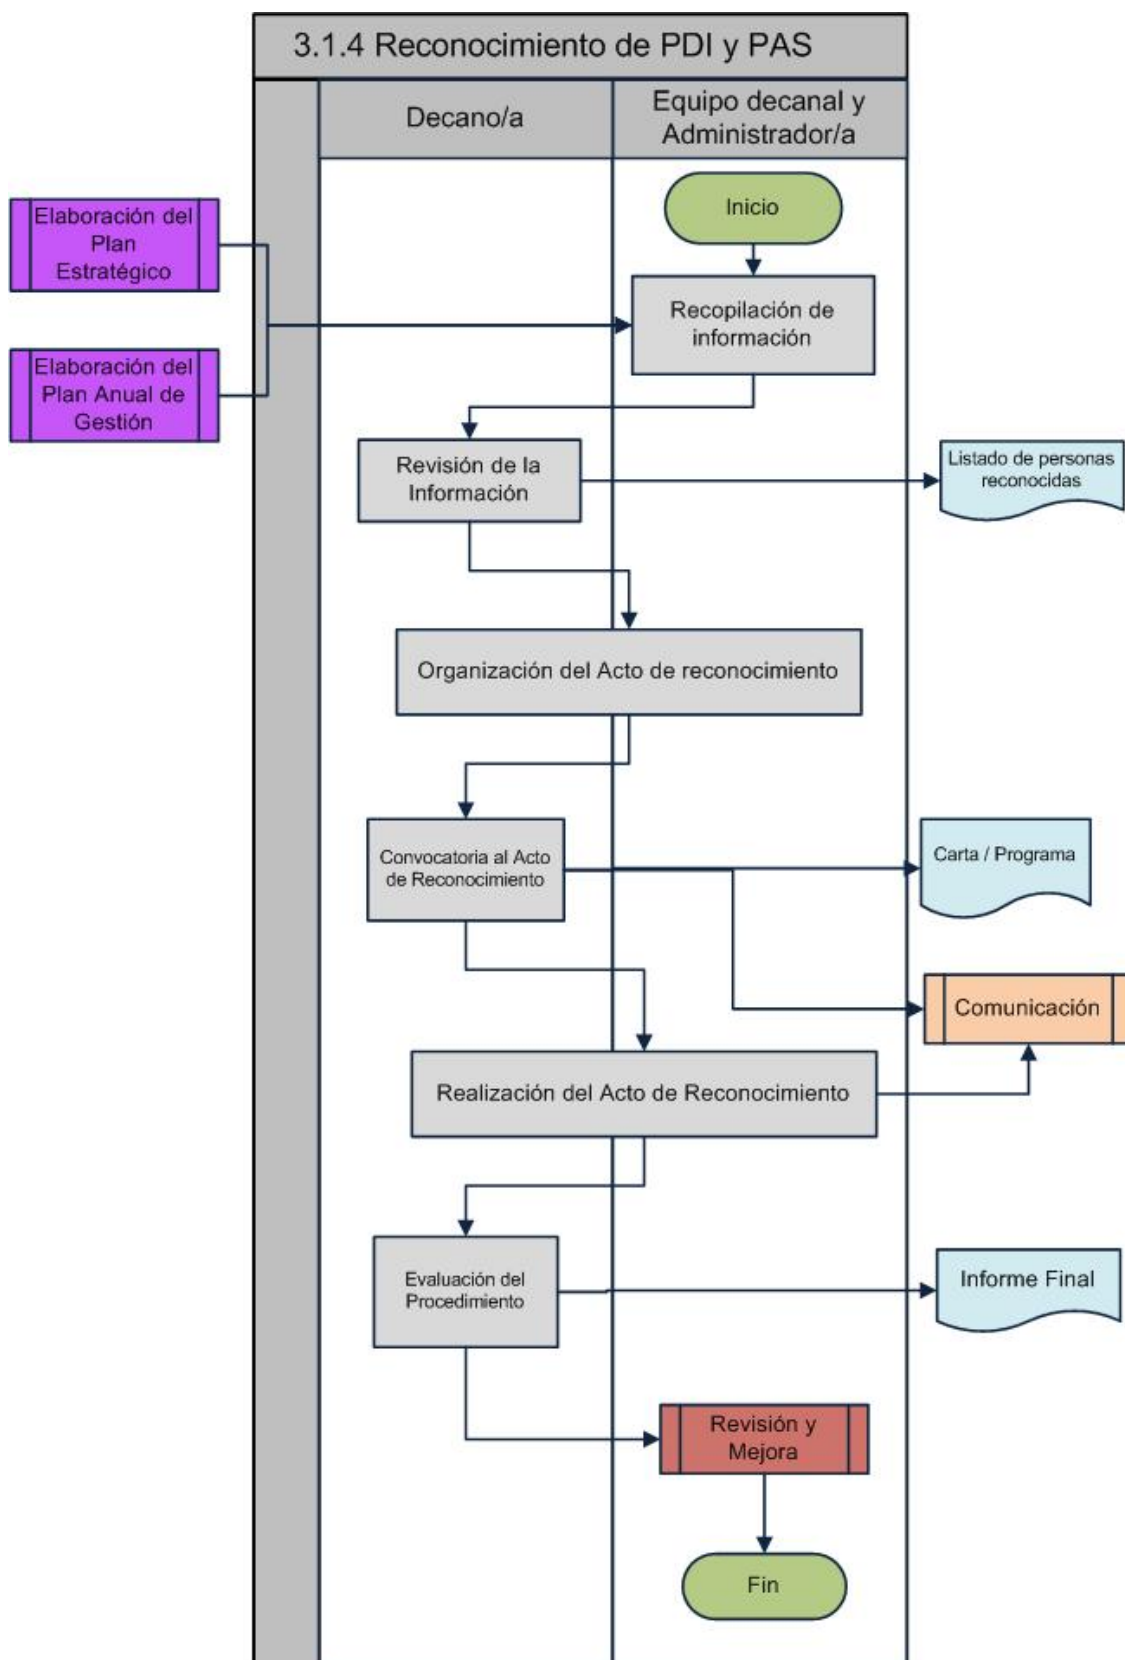 3.1.4 Reconocimiento de PDI y PAS
Decano/a
Equipo decanal y
Administrador/a
Inicio
Elaboración del
Plan
Estratégico
Recopilación de
información
Elaboración del
Plan Anual de
Gestión
Revisión de la
Información
Listado de personas
reconocidas
Organización del Acto de reconocimiento
Convocatoria al Acto
de Reconocimiento
Carta / Programa
Comunicación
Realización del Acto de Reconocimiento
Evaluación del
Procedimiento
Informe Final
Revisión y
Mejora
Fin